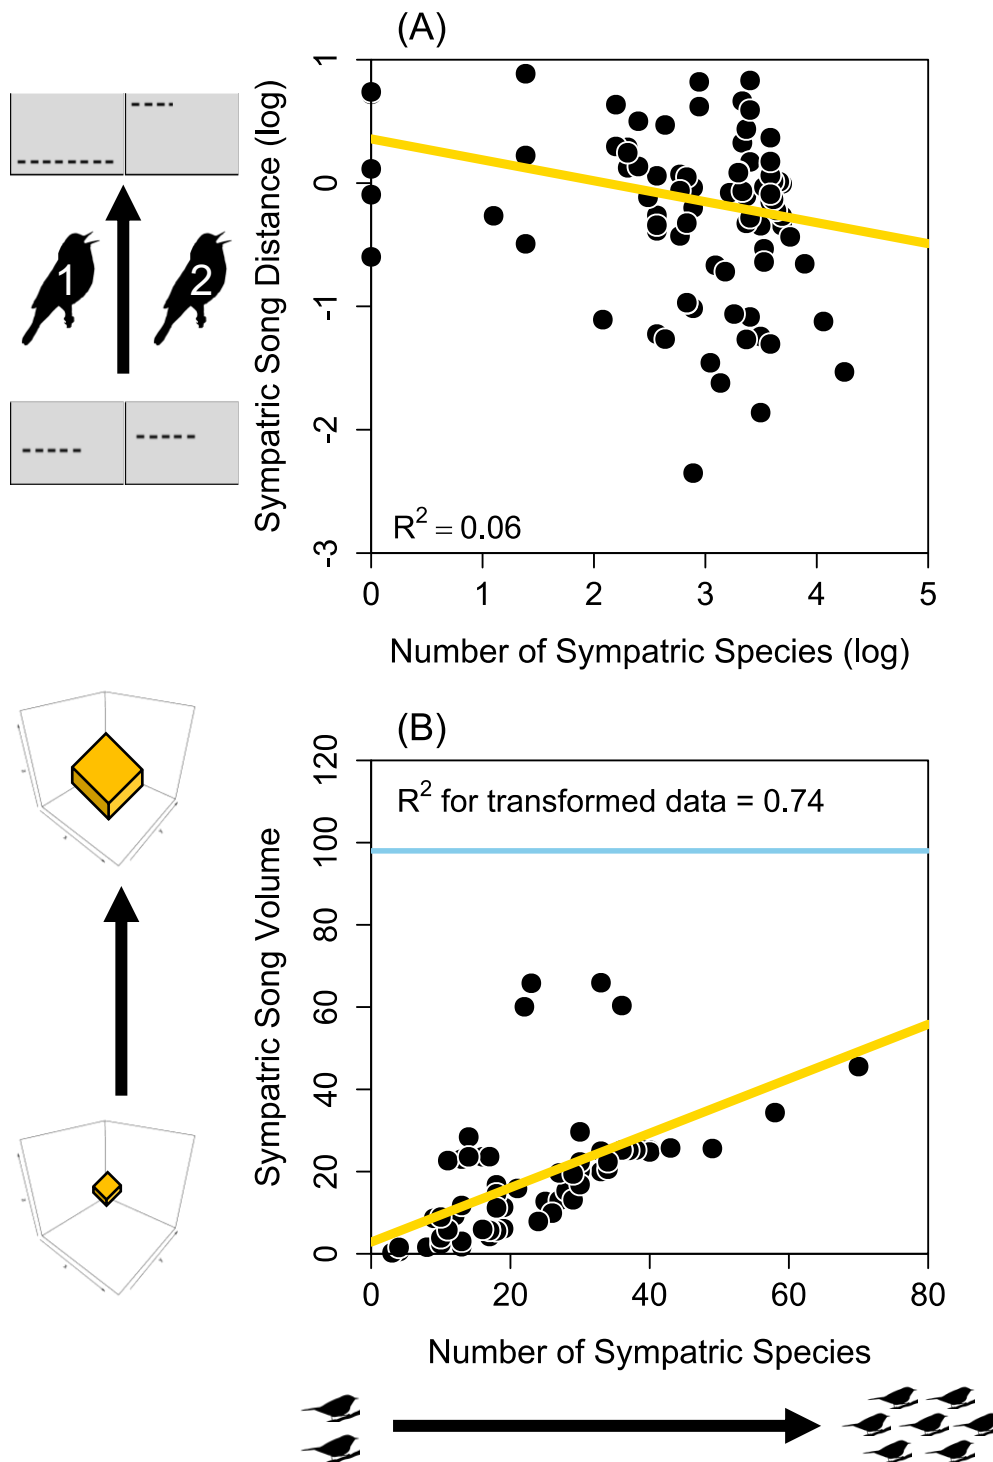 (A)
Sympatric Song Distance (log)
1
0
-1
-2
-3
1
2
R² = 0.06
0 1 2 3 4 5
Number of Sympatric Species (log)
(B)
Sympatric Song Volume
120
100
80
60
40
20
0
R² for transformed data = 0.74
0 20 40 60 80
Number of Sympatric Species